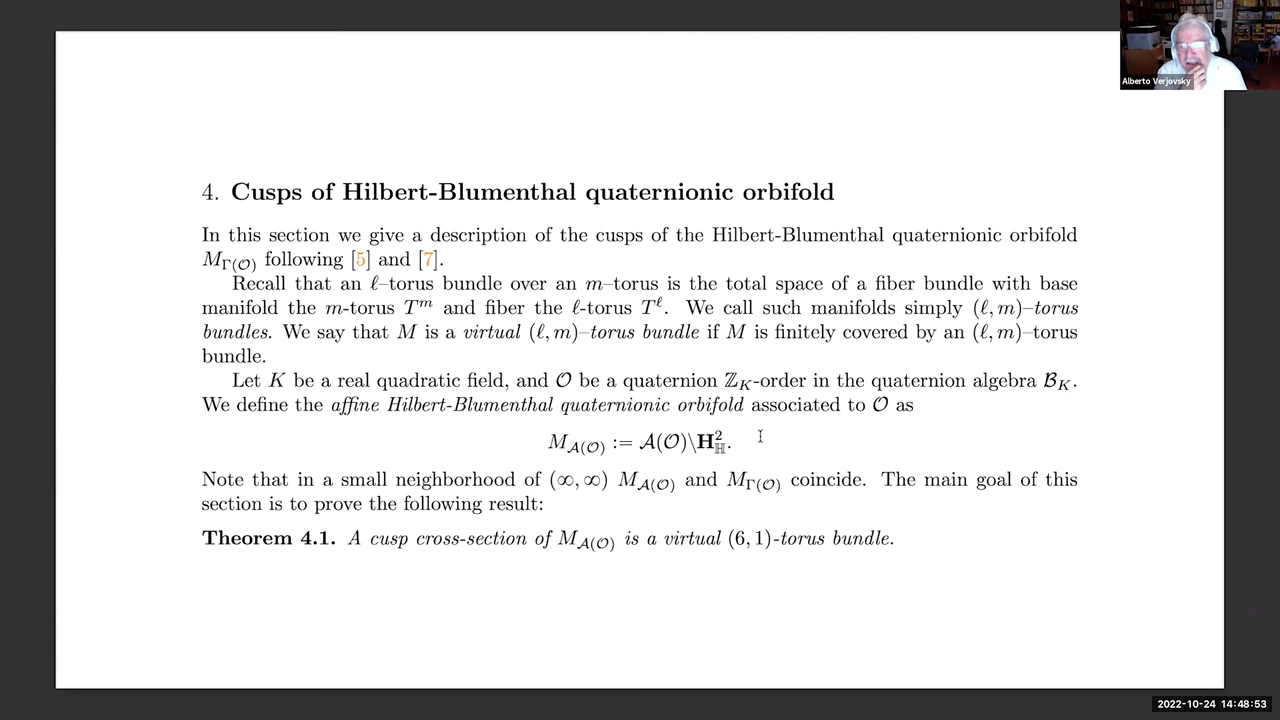 Alberto Verjovsky
4. Cusps of Hilbert-Blumenthal quaternionic orbifold
In this section we give a description of the cusps of the Hilbert-Blumenthal quaternionic orbifold
M_{Γ(𝒪)} following [5] and [7].
Recall that an ℓ–torus bundle over an m–torus is the total space of a fiber bundle with base
manifold the m-torus T^m and fiber the ℓ-torus T^ℓ. We call such manifolds simply (ℓ, m)–torus
bundles. We say that M is a virtual (ℓ, m)–torus bundle if M is finitely covered by an (ℓ, m)–torus
bundle.
Let K be a real quadratic field, and 𝒪 be a quaternion ℤ_K-order in the quaternion algebra ℬ_K.
We define the affine Hilbert-Blumenthal quaternionic orbifold associated to 𝒪 as
M_{𝒜(𝒪)} := 𝒜(𝒪)\𝐇^2_ℍ.
Note that in a small neighborhood of (∞, ∞) M_{𝒜(𝒪)} and M_{Γ(𝒪)} coincide. The main goal of this
section is to prove the following result:
Theorem 4.1. A cusp cross-section of M_{𝒜(𝒪)} is a virtual (6, 1)-torus bundle.
2022-10-24 14:48:53